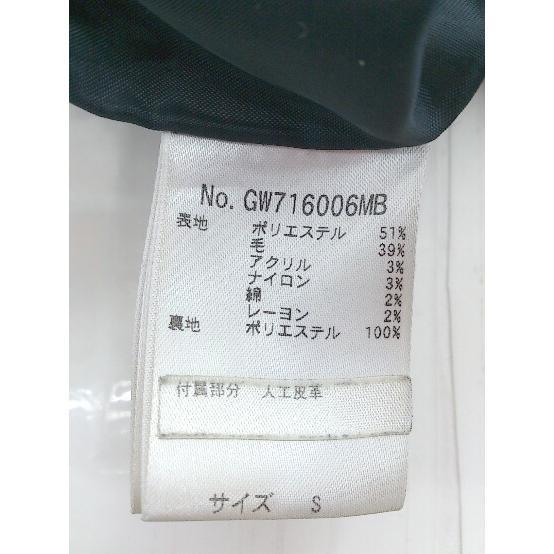 No. GW716006MB
表地 ポリエステル 51%
毛 39%
アクリル 3%
ナイロン 3%
綿 2%
レーヨン 2%
裏地 ポリエステル 100%
付属部分 人工皮革
サイズ S